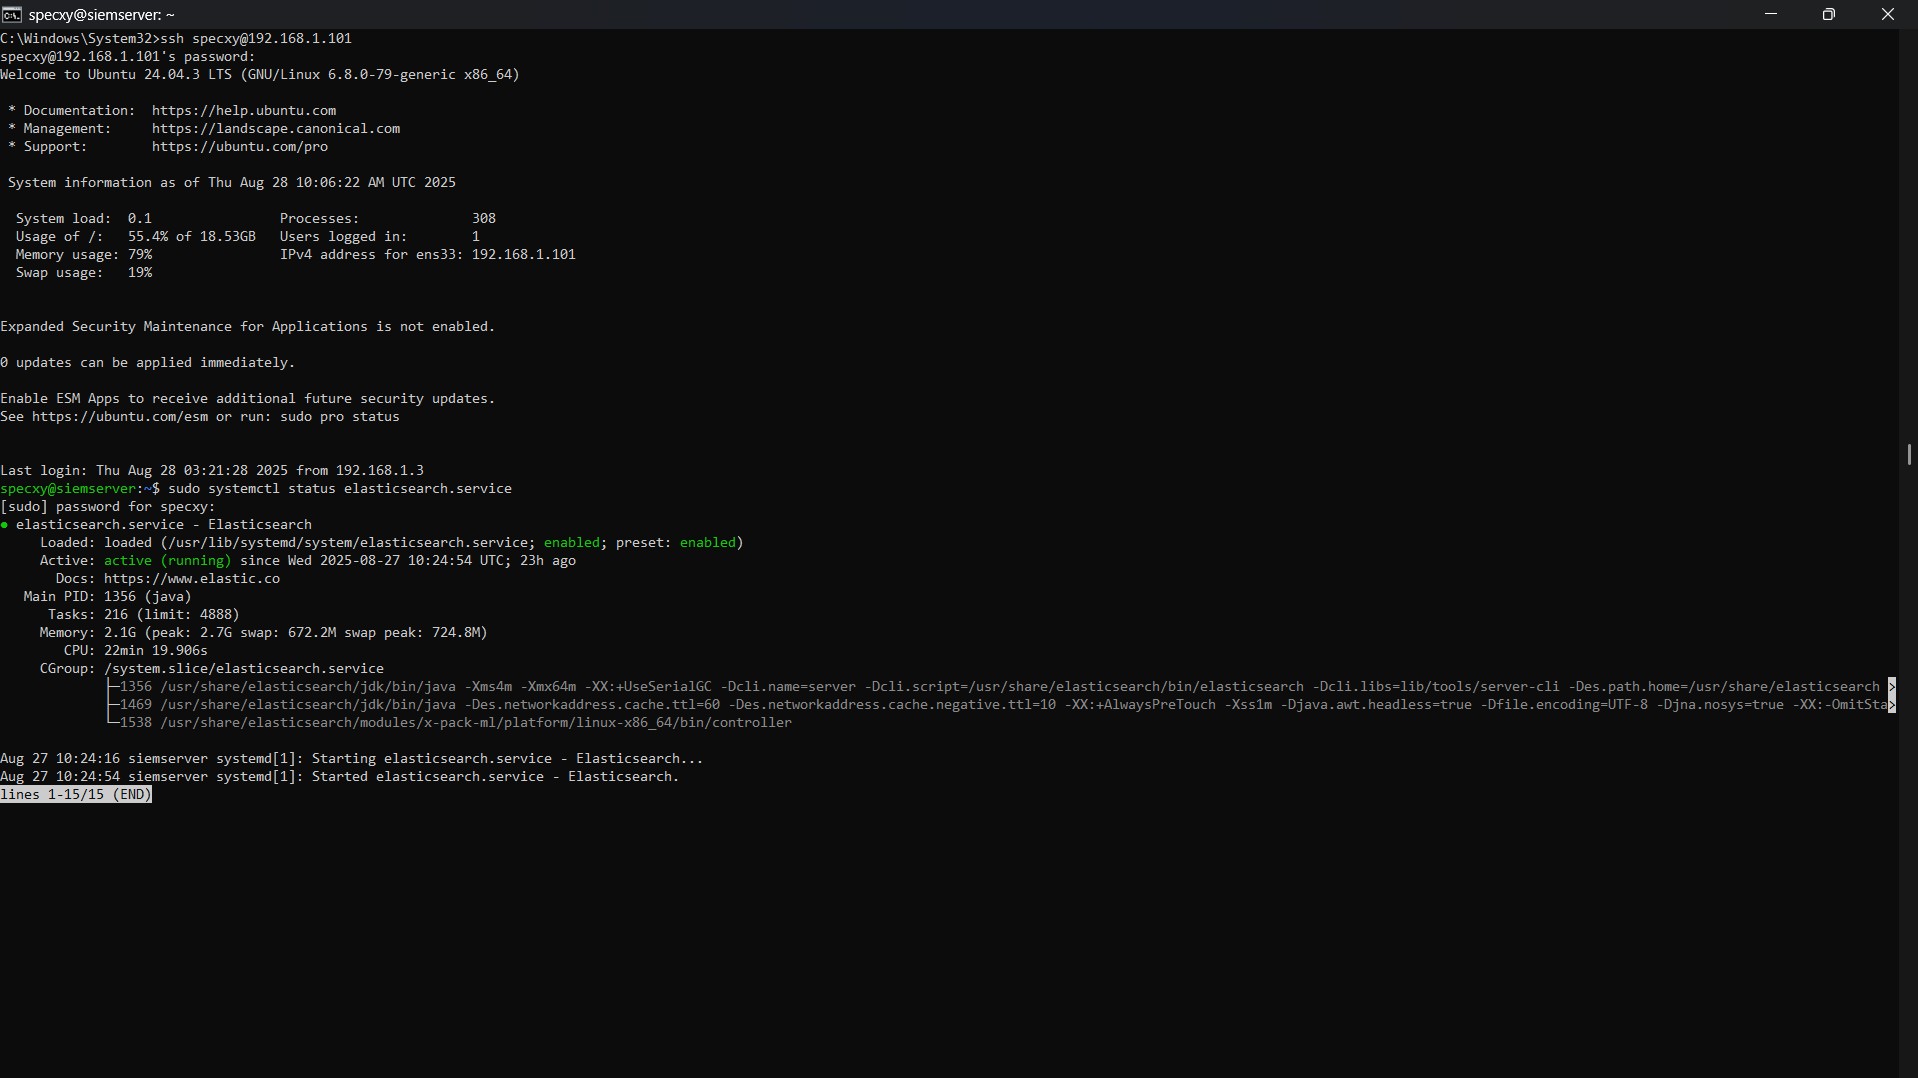 specxy@siemserver: ~
C:\Windows\System32>ssh specxy@192.168.1.101
specxy@192.168.1.101's password:
Welcome to Ubuntu 24.04.3 LTS (GNU/Linux 6.8.0-79-generic x86_64)
* Documentation:  https://help.ubuntu.com
* Management:     https://landscape.canonical.com
* Support:        https://ubuntu.com/pro
System information as of Thu Aug 28 10:06:22 AM UTC 2025
System load:  0.1                Processes:              308
Usage of /:   55.4% of 18.53GB   Users logged in:        1
Memory usage: 79%                IPv4 address for ens33: 192.168.1.101
Swap usage:   19%
Expanded Security Maintenance for Applications is not enabled.
0 updates can be applied immediately.
Enable ESM Apps to receive additional future security updates.
See https://ubuntu.com/esm or run: sudo pro status
Last login: Thu Aug 28 03:21:28 2025 from 192.168.1.3
specxy@siemserver:~$ sudo systemctl status elasticsearch.service
[sudo] password for specxy:
● elasticsearch.service - Elasticsearch
Loaded: loaded (/usr/lib/systemd/system/elasticsearch.service; enabled; preset: enabled)
Active: active (running) since Wed 2025-08-27 10:24:54 UTC; 23h ago
Docs: https://www.elastic.co
Main PID: 1356 (java)
Tasks: 216 (limit: 4888)
Memory: 2.1G (peak: 2.7G swap: 672.2M swap peak: 724.8M)
CPU: 22min 19.906s
CGroup: /system.slice/elasticsearch.service
├─1356 /usr/share/elasticsearch/jdk/bin/java -Xms4m -Xmx64m -XX:+UseSerialGC -Dcli.name=server -Dcli.script=/usr/share/elasticsearch/bin/elasticsearch -Dcli.libs=lib/tools/server-cli -Des.path.home=/usr/share/elasticsearch >
├─1469 /usr/share/elasticsearch/jdk/bin/java -Des.networkaddress.cache.ttl=60 -Des.networkaddress.cache.negative.ttl=10 -XX:+AlwaysPreTouch -Xss1m -Djava.awt.headless=true -Dfile.encoding=UTF-8 -Djna.nosys=true -XX:-OmitSta>
└─1538 /usr/share/elasticsearch/modules/x-pack-ml/platform/linux-x86_64/bin/controller
Aug 27 10:24:16 siemserver systemd[1]: Starting elasticsearch.service - Elasticsearch...
Aug 27 10:24:54 siemserver systemd[1]: Started elasticsearch.service - Elasticsearch.
lines 1-15/15 (END)